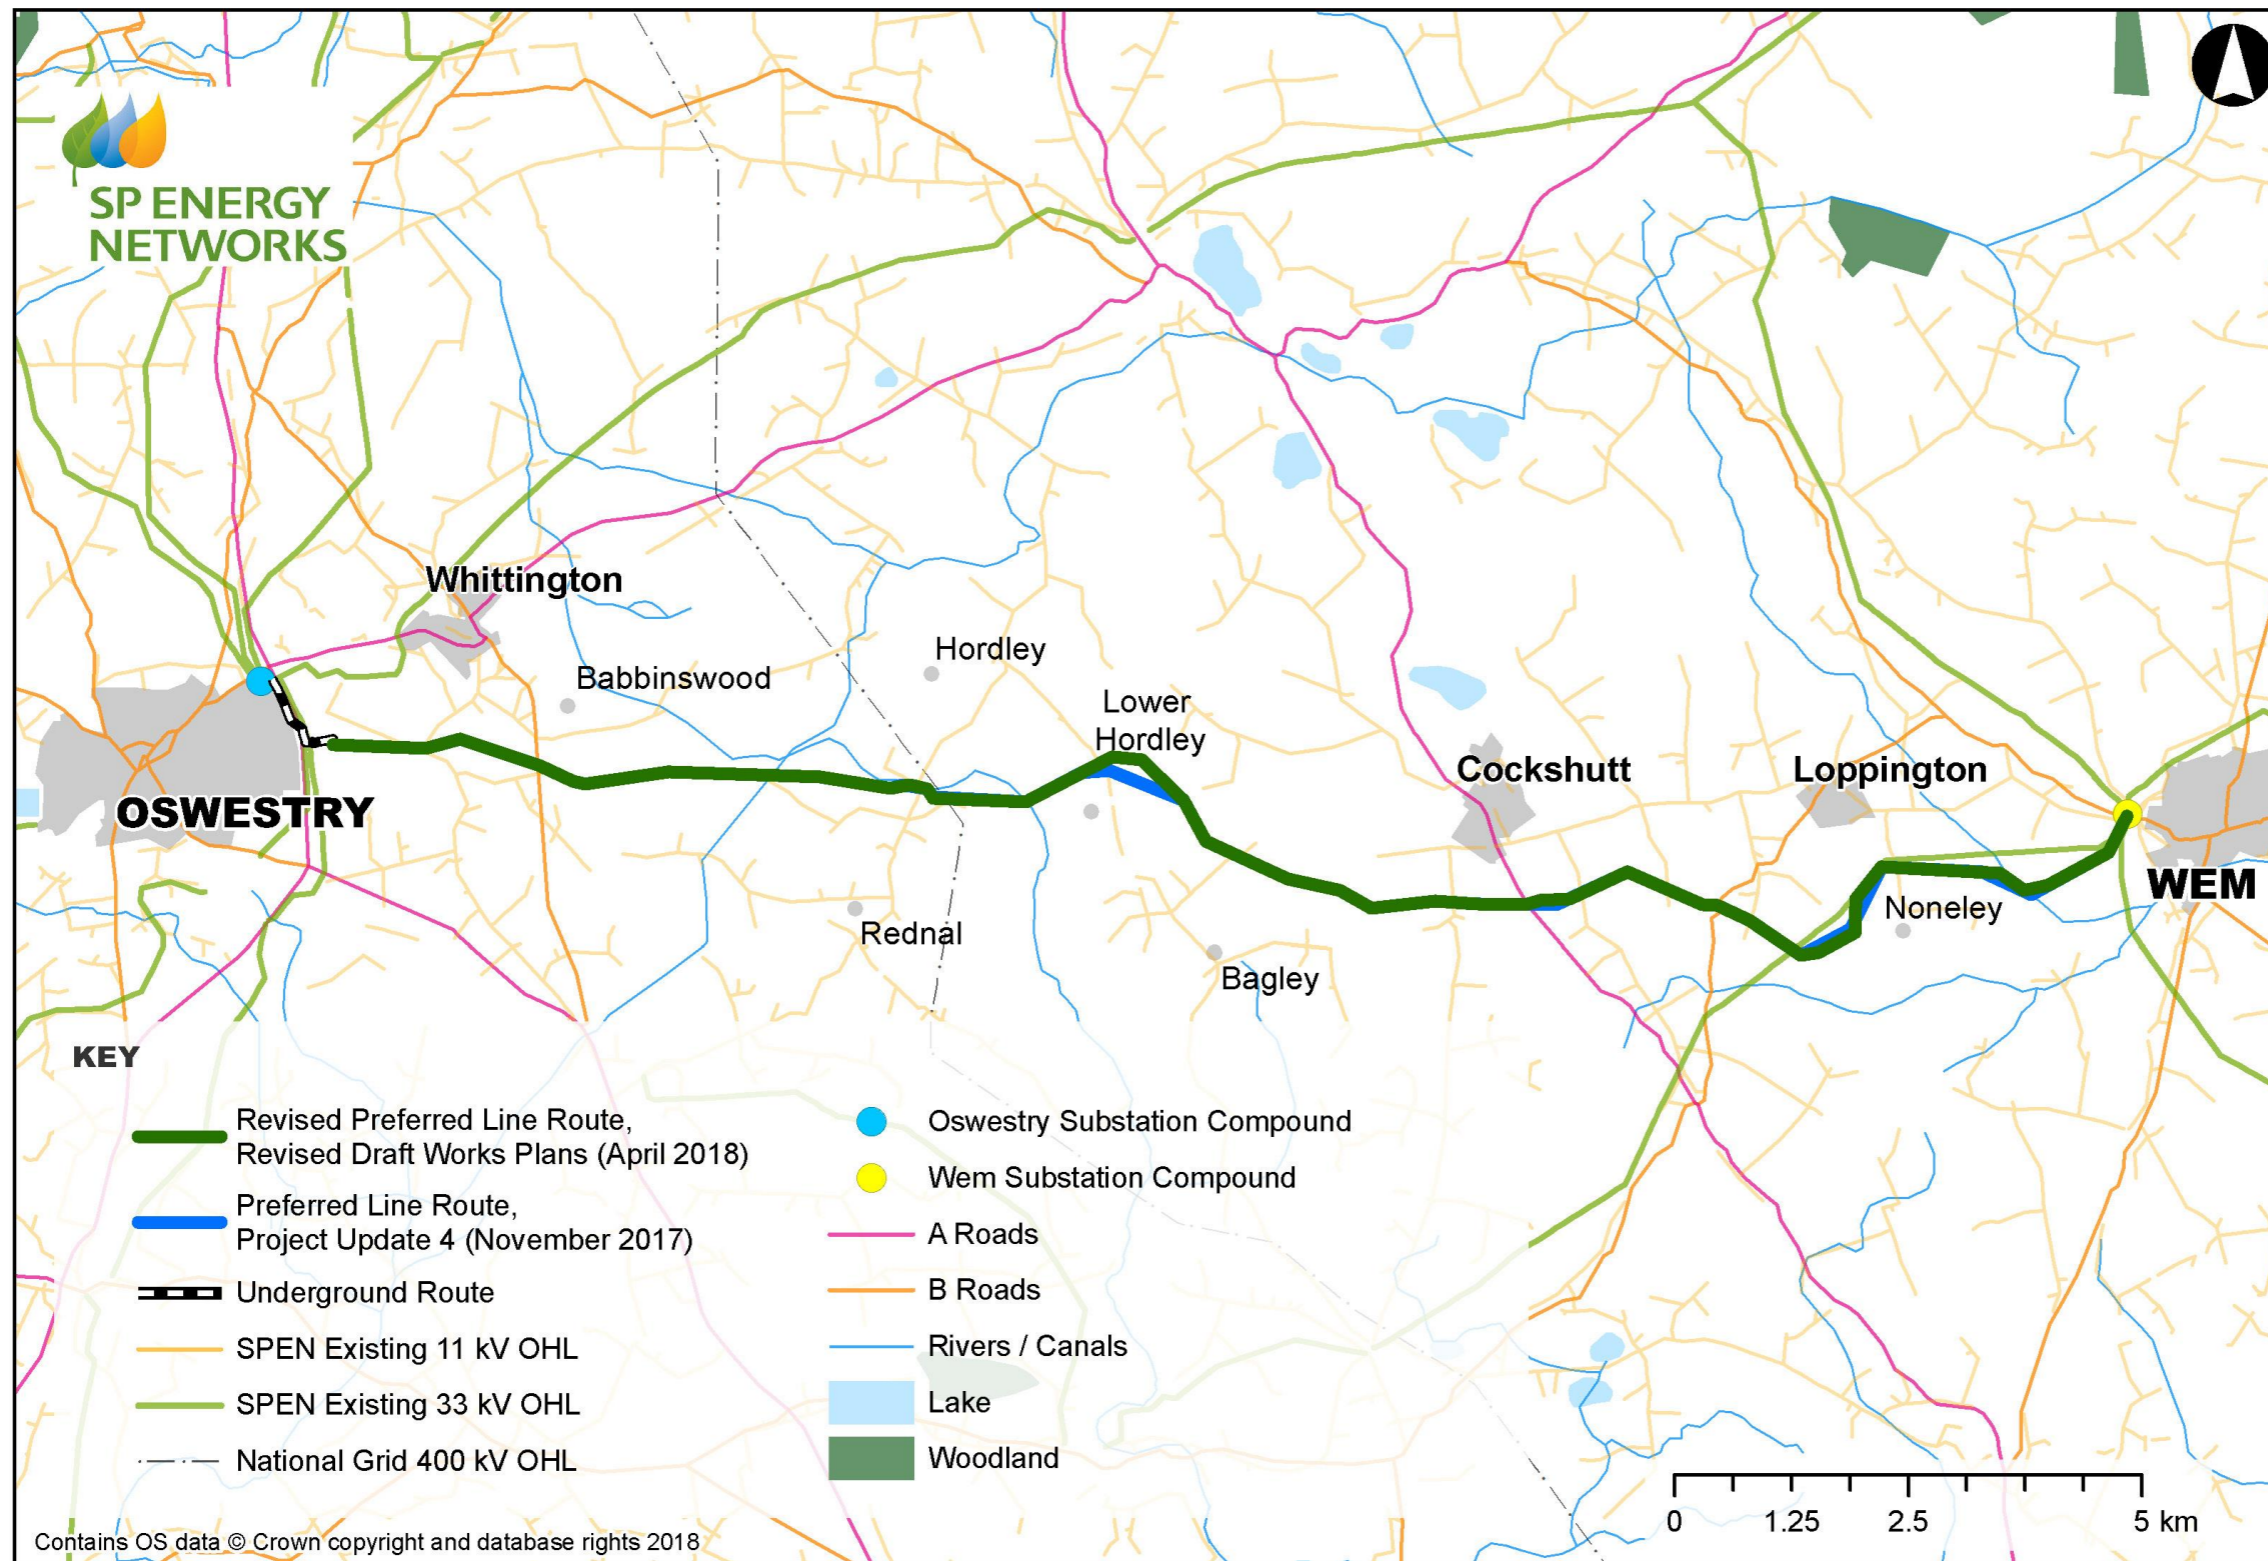 SP ENERGY
NETWORKS
Whittington
Babbinswood
Hordley
Lower
Hordley
Cockshutt
Loppington
OSWESTRY
WEM
Noneley
Rednal
Bagley
KEY
Revised Preferred Line Route,
Revised Draft Works Plans (April 2018)
Preferred Line Route,
Project Update 4 (November 2017)
Underground Route
SPEN Existing 11 kV OHL
SPEN Existing 33 kV OHL
National Grid 400 kV OHL
Oswestry Substation Compound
Wem Substation Compound
A Roads
B Roads
Rivers / Canals
Lake
Woodland
0 1.25 2.5 5 km
Contains OS data © Crown copyright and database rights 2018